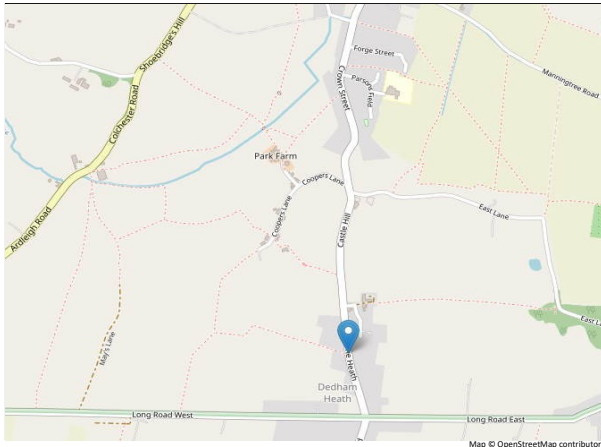 Forge Street
Shoebridge's Hill
Crown Street
Parsons
Field
Manningtree Road
Colchester Road
Park Farm
Coopers Lane
Coopers Lane
East Lane
Castle Hill
Ardleigh Road
East L
May's Lane
Heath
Dedham
Heath
Long Road West
Long Road East
Map © OpenStreetMap contributor